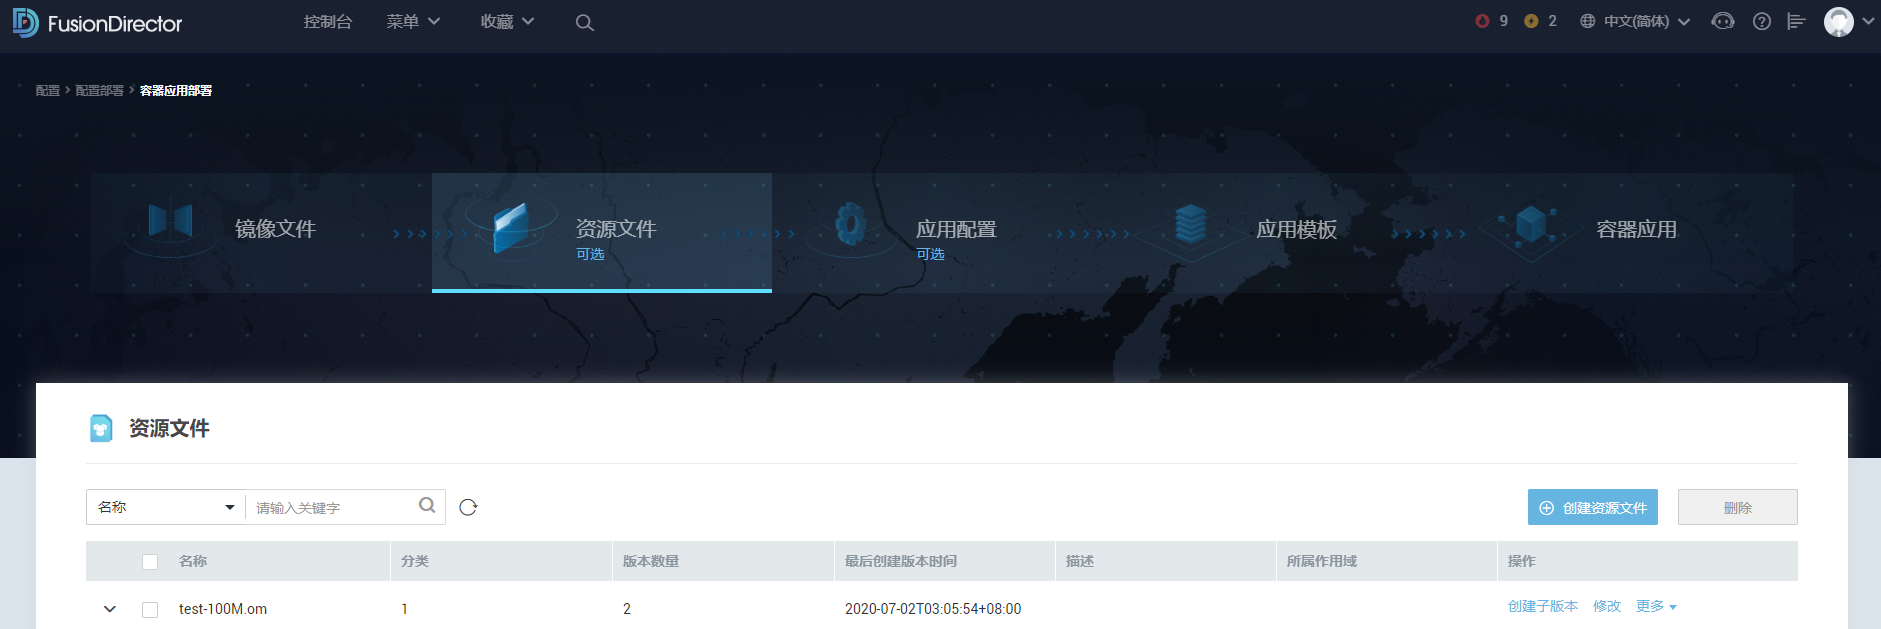 FusionDirector 控制台 菜单 收藏 9 2 中文(简体)
配置 > 配置部署 > 容器应用部署
镜像文件 资源文件 应用配置 应用模板 容器应用
可选 可选
资源文件
名称 请输入关键字 创建资源文件 删除
名称 分类 版本数量 最后创建版本时间 描述 所属作用域 操作
test-100M.om 1 2 2020-07-02T03:05:54+08:00 创建子版本 修改 更多